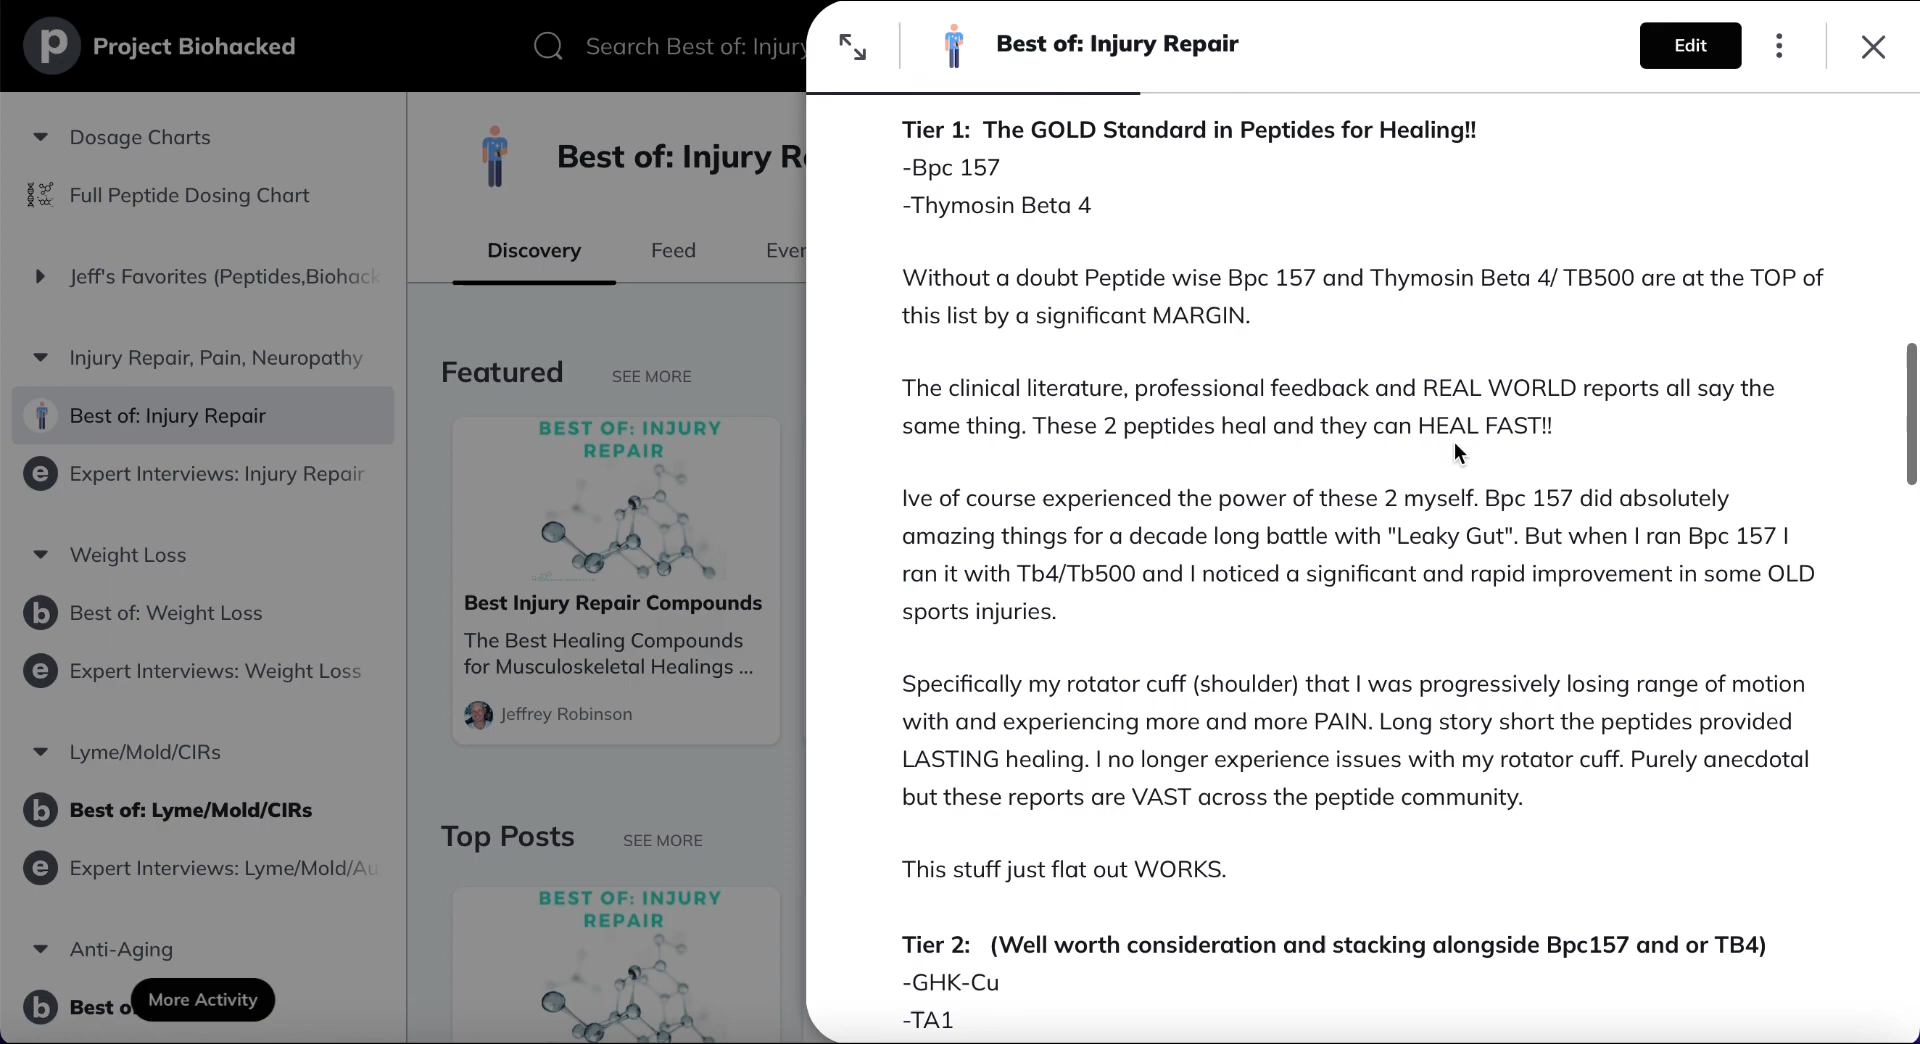 p Project Biohacked
Search Best of: Injury
Dosage Charts
Full Peptide Dosing Chart
Jeff's Favorites (Peptides,Biohack
Injury Repair, Pain, Neuropathy
Best of: Injury Repair
e Expert Interviews: Injury Repair
Weight Loss
b Best of: Weight Loss
e Expert Interviews: Weight Loss
Lyme/Mold/CIRs
b Best of: Lyme/Mold/CIRs
e Expert Interviews: Lyme/Mold/Au
Anti-Aging
b Best o
More Activity
Best of: Injury R
Discovery Feed Ever
Featured SEE MORE
BEST OF: INJURY
REPAIR
Best Injury Repair Compounds
The Best Healing Compounds
for Musculoskeletal Healings ...
Jeffrey Robinson
Top Posts SEE MORE
BEST OF: INJURY
REPAIR
Best of: Injury Repair
Edit
Tier 1: The GOLD Standard in Peptides for Healing!!
-Bpc 157
-Thymosin Beta 4
Without a doubt Peptide wise Bpc 157 and Thymosin Beta 4/ TB500 are at the TOP of
this list by a significant MARGIN.
The clinical literature, professional feedback and REAL WORLD reports all say the
same thing. These 2 peptides heal and they can HEAL FAST!!
Ive of course experienced the power of these 2 myself. Bpc 157 did absolutely
amazing things for a decade long battle with "Leaky Gut". But when I ran Bpc 157 I
ran it with Tb4/Tb500 and I noticed a significant and rapid improvement in some OLD
sports injuries.
Specifically my rotator cuff (shoulder) that I was progressively losing range of motion
with and experiencing more and more PAIN. Long story short the peptides provided
LASTING healing. I no longer experience issues with my rotator cuff. Purely anecdotal
but these reports are VAST across the peptide community.
This stuff just flat out WORKS.
Tier 2: (Well worth consideration and stacking alongside Bpc157 and or TB4)
-GHK-Cu
-TA1